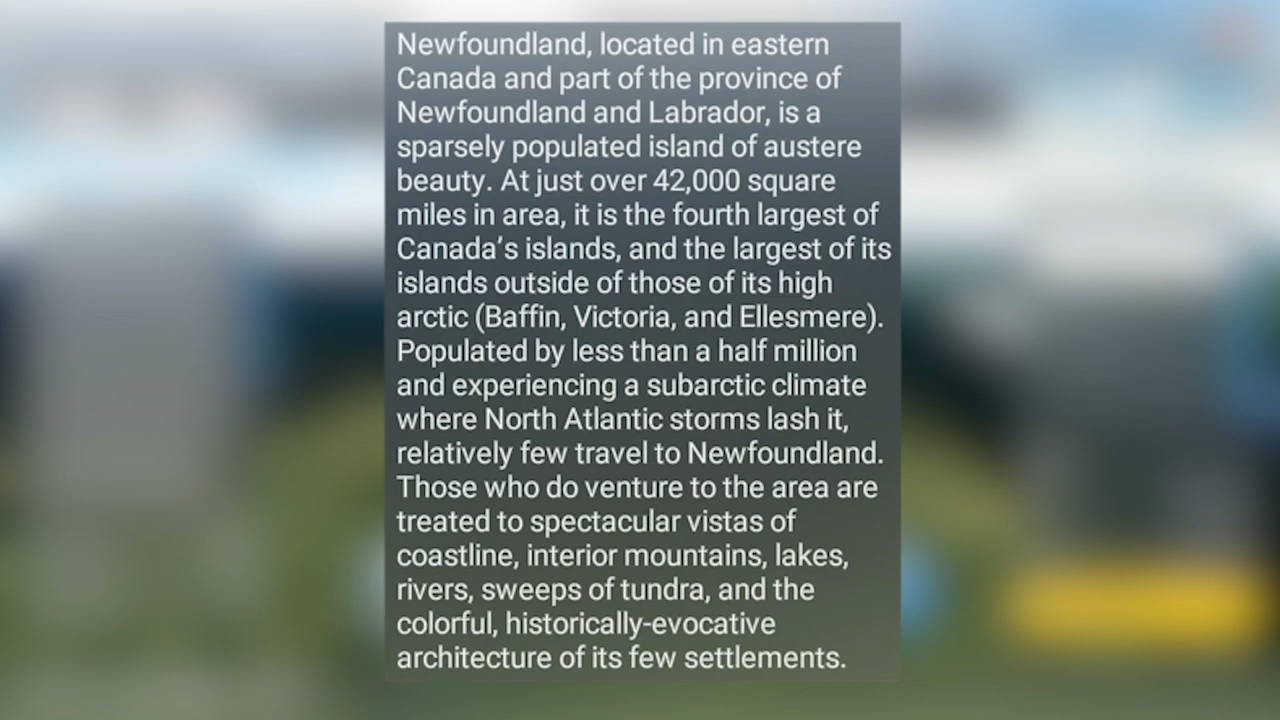 Newfoundland, located in eastern
Canada and part of the province of
Newfoundland and Labrador, is a
sparsely populated island of austere
beauty. At just over 42,000 square
miles in area, it is the fourth largest of
Canada's islands, and the largest of its
islands outside of those of its high
arctic (Baffin, Victoria, and Ellesmere).
Populated by less than a half million
and experiencing a subarctic climate
where North Atlantic storms lash it,
relatively few travel to Newfoundland.
Those who do venture to the area are
treated to spectacular vistas of
coastline, interior mountains, lakes,
rivers, sweeps of tundra, and the
colorful, historically-evocative
architecture of its few settlements.